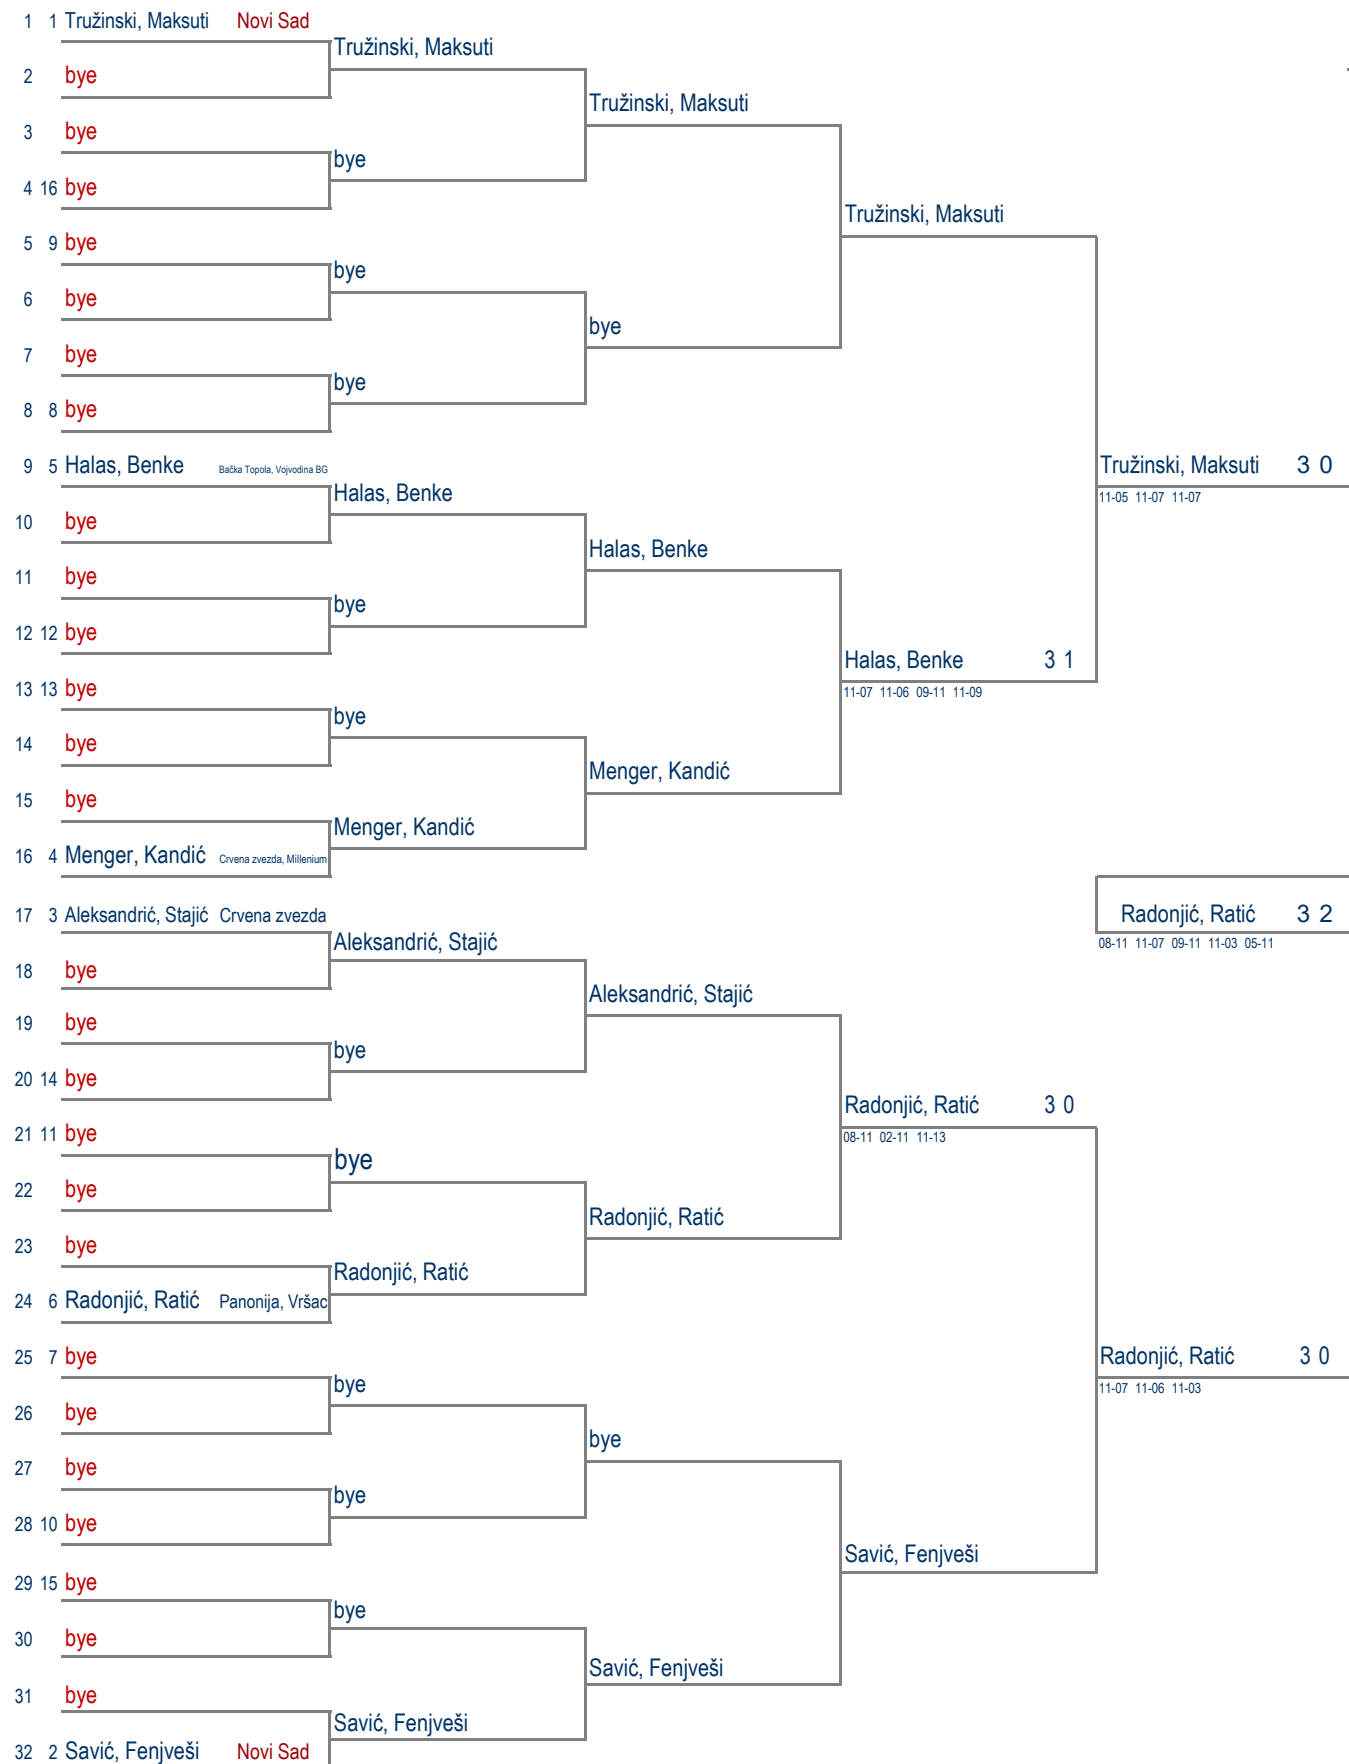 1 1 Tružinski, Maksuti Novi Sad
Tružinski, Maksuti
2 bye
Tružinski, Maksuti
3 bye
bye
4 16 bye
Tružinski, Maksuti
5 9 bye
bye
6 bye
bye
7 bye
bye
8 8 bye
9 5 Halas, Benke Bačka Topola, Vojvodina BG
Tružinski, Maksuti 3 0
11-05 11-07 11-07
Halas, Benke
10 bye
Halas, Benke
11 bye
bye
12 12 bye
Halas, Benke 3 1
11-07 11-06 09-11 11-09
13 13 bye
bye
14 bye
Menger, Kandić
15 bye
Menger, Kandić
16 4 Menger, Kandić Crvena zvezda, Millenium
17 3 Aleksandrić, Stajić Crvena zvezda
Radonjić, Ratić 3 2
08-11 11-07 09-11 11-03 05-11
Aleksandrić, Stajić
18 bye
Aleksandrić, Stajić
19 bye
bye
20 14 bye
Radonjić, Ratić 3 0
08-11 02-11 11-13
21 11 bye
bye
22 bye
Radonjić, Ratić
23 bye
Radonjić, Ratić
24 6 Radonjić, Ratić Panonija, Vršac
25 7 bye
Radonjić, Ratić 3 0
11-07 11-06 11-03
bye
26 bye
bye
27 bye
bye
28 10 bye
Savić, Fenjveši
29 15 bye
bye
30 bye
Savić, Fenjveši
31 bye
Savić, Fenjveši
32 2 Savić, Fenjveši Novi Sad